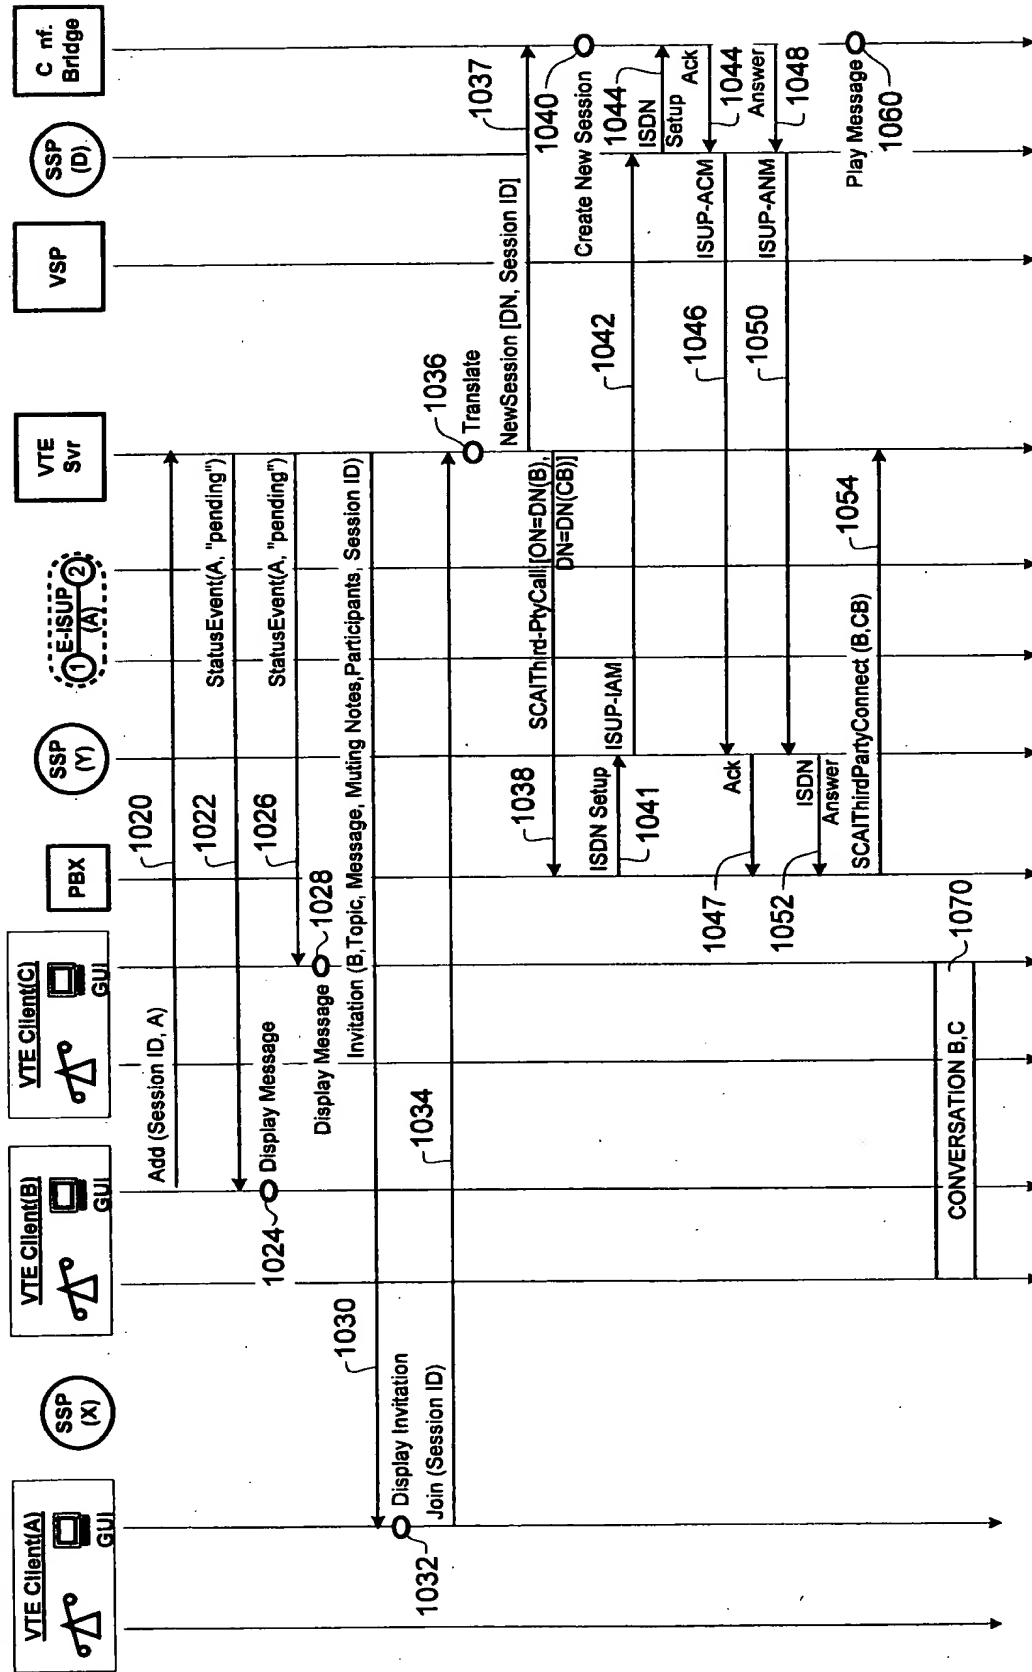 VTE Client(A)
GUI
SSP
(X)
VTE Client(B)
GUI
VTE Client(C)
GUI
PBX
SSP
(Y)
1
E-ISUP
2
(A)
VTE
Svr
VSP
SSP
(D)
C nf.
Bridge
Add (Session ID, A)
1020
1022
StatusEvent(A, "pending")
1024
Display Message
1026
StatusEvent(A, "pending")
Display Message
1028
Invitation (B,Topic, Message, Muting Notes,Participants, Session ID)
1030
1032
Display Invitation
Join (Session ID)
1034
1036
Translate
NewSession [DN, Session ID]
1037
1038
SCAIThird-PtyCall [ON=DN(B),
DN=DN(CB)]
1040
Create New Session
ISDN Setup
1041
ISUP-IAM
1042
1044
ISDN
Setup
Ack
1044
ISUP-ACM
1046
1047
Ack
Answer
1048
ISUP-ANM
1050
1052
ISDN
Answer
SCAIThirdPartyConnect (B,CB)
1054
Play Message
1060
CONVERSATION B,C
1070